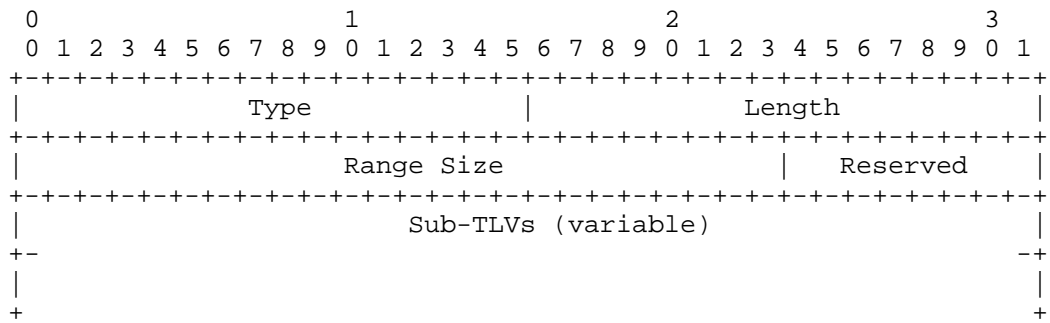 0                   1                   2                   3
 0 1 2 3 4 5 6 7 8 9 0 1 2 3 4 5 6 7 8 9 0 1 2 3 4 5 6 7 8 9 0 1
+-+-+-+-+-+-+-+-+-+-+-+-+-+-+-+-+-+-+-+-+-+-+-+-+-+-+-+-+-+-+-+-+
|              Type             |             Length            |
+-+-+-+-+-+-+-+-+-+-+-+-+-+-+-+-+-+-+-+-+-+-+-+-+-+-+-+-+-+-+-+-+
|                    Range Size                 |   Reserved    |
+-+-+-+-+-+-+-+-+-+-+-+-+-+-+-+-+-+-+-+-+-+-+-+-+-+-+-+-+-+-+-+-+
|                        Sub-TLVs (variable)                    |
+-                                                             -+
|                                                               |
+                                                               +